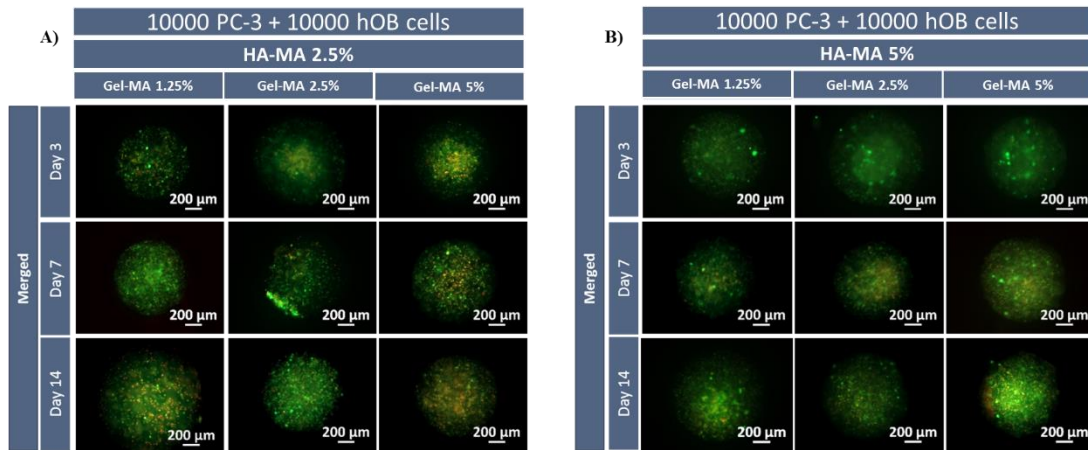 A)
10000 PC-3 + 10000 hOB cells
HA-MA 2.5%
Gel-MA 1.25% Gel-MA 2.5% Gel-MA 5%
Merged
Day 3
200 µm 200 µm 200 µm
Day 7
200 µm 200 µm 200 µm
Day 14
200 µm 200 µm 200 µm
B)
10000 PC-3 + 10000 hOB cells
HA-MA 5%
Gel-MA 1.25% Gel-MA 2.5% Gel-MA 5%
Merged
Day 3
200 µm 200 µm 200 µm
Day 7
200 µm 200 µm 200 µm
Day 14
200 µm 200 µm 200 µm